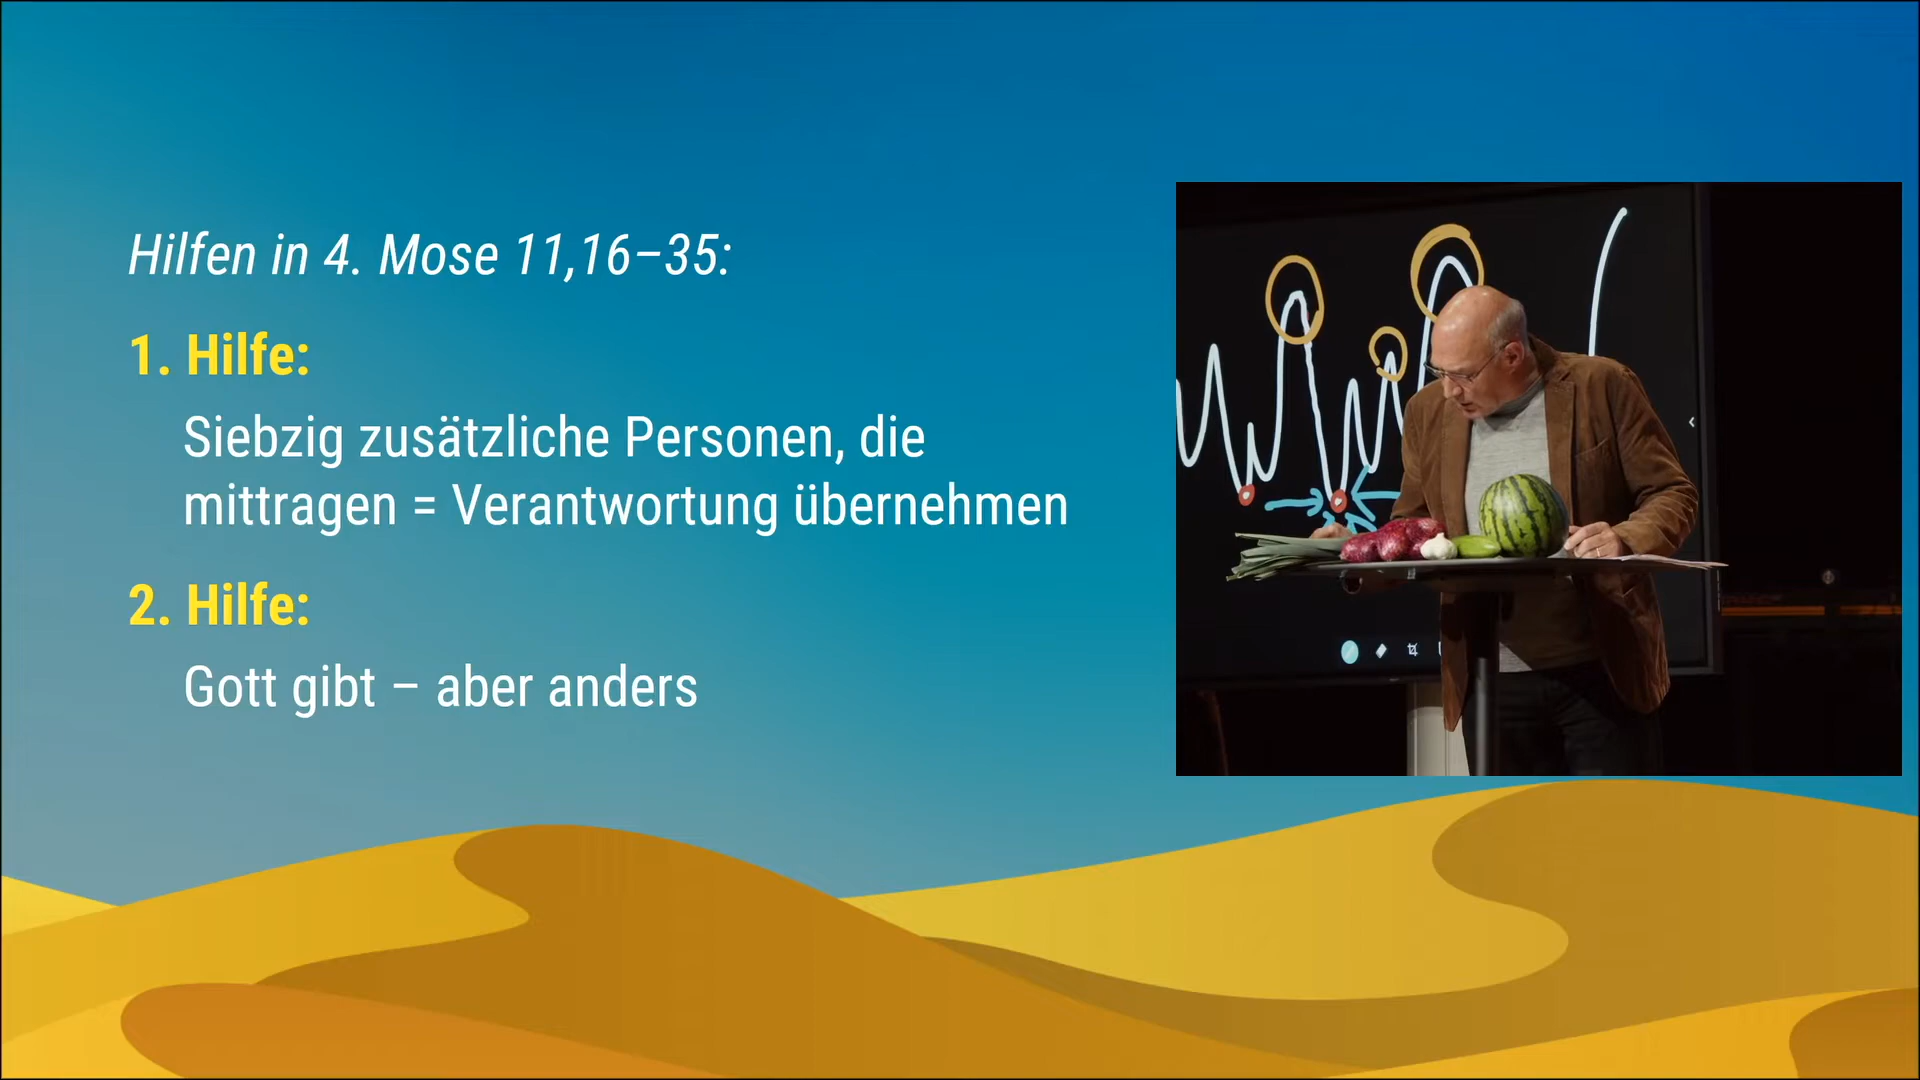 Hilfen in 4. Mose 11,16–35:
1. Hilfe:
Siebzig zusätzliche Personen, die
mittragen = Verantwortung übernehmen
2. Hilfe:
Gott gibt – aber anders